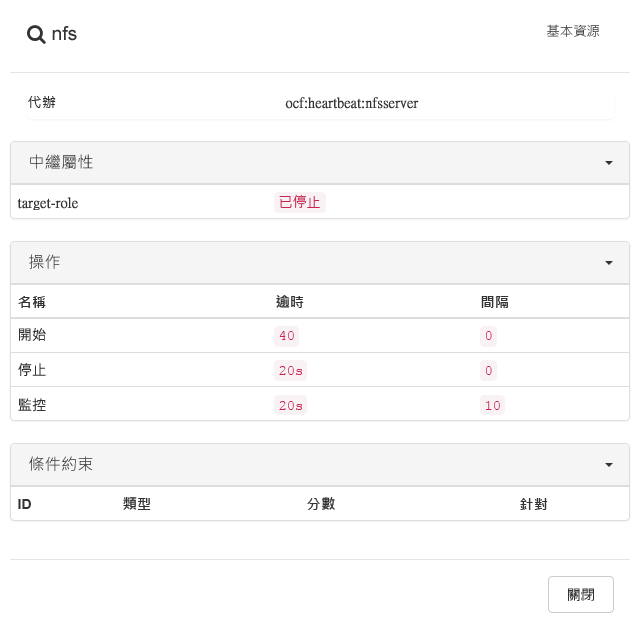 nfs 基本資源
代辦 ocf:heartbeat:nfsserver
中繼屬性
target-role 已停止
操作
名稱 逾時 間隔
開始 40 0
停止 20s 0
監控 20s 10
條件約束
ID 類型 分數 針對
關閉